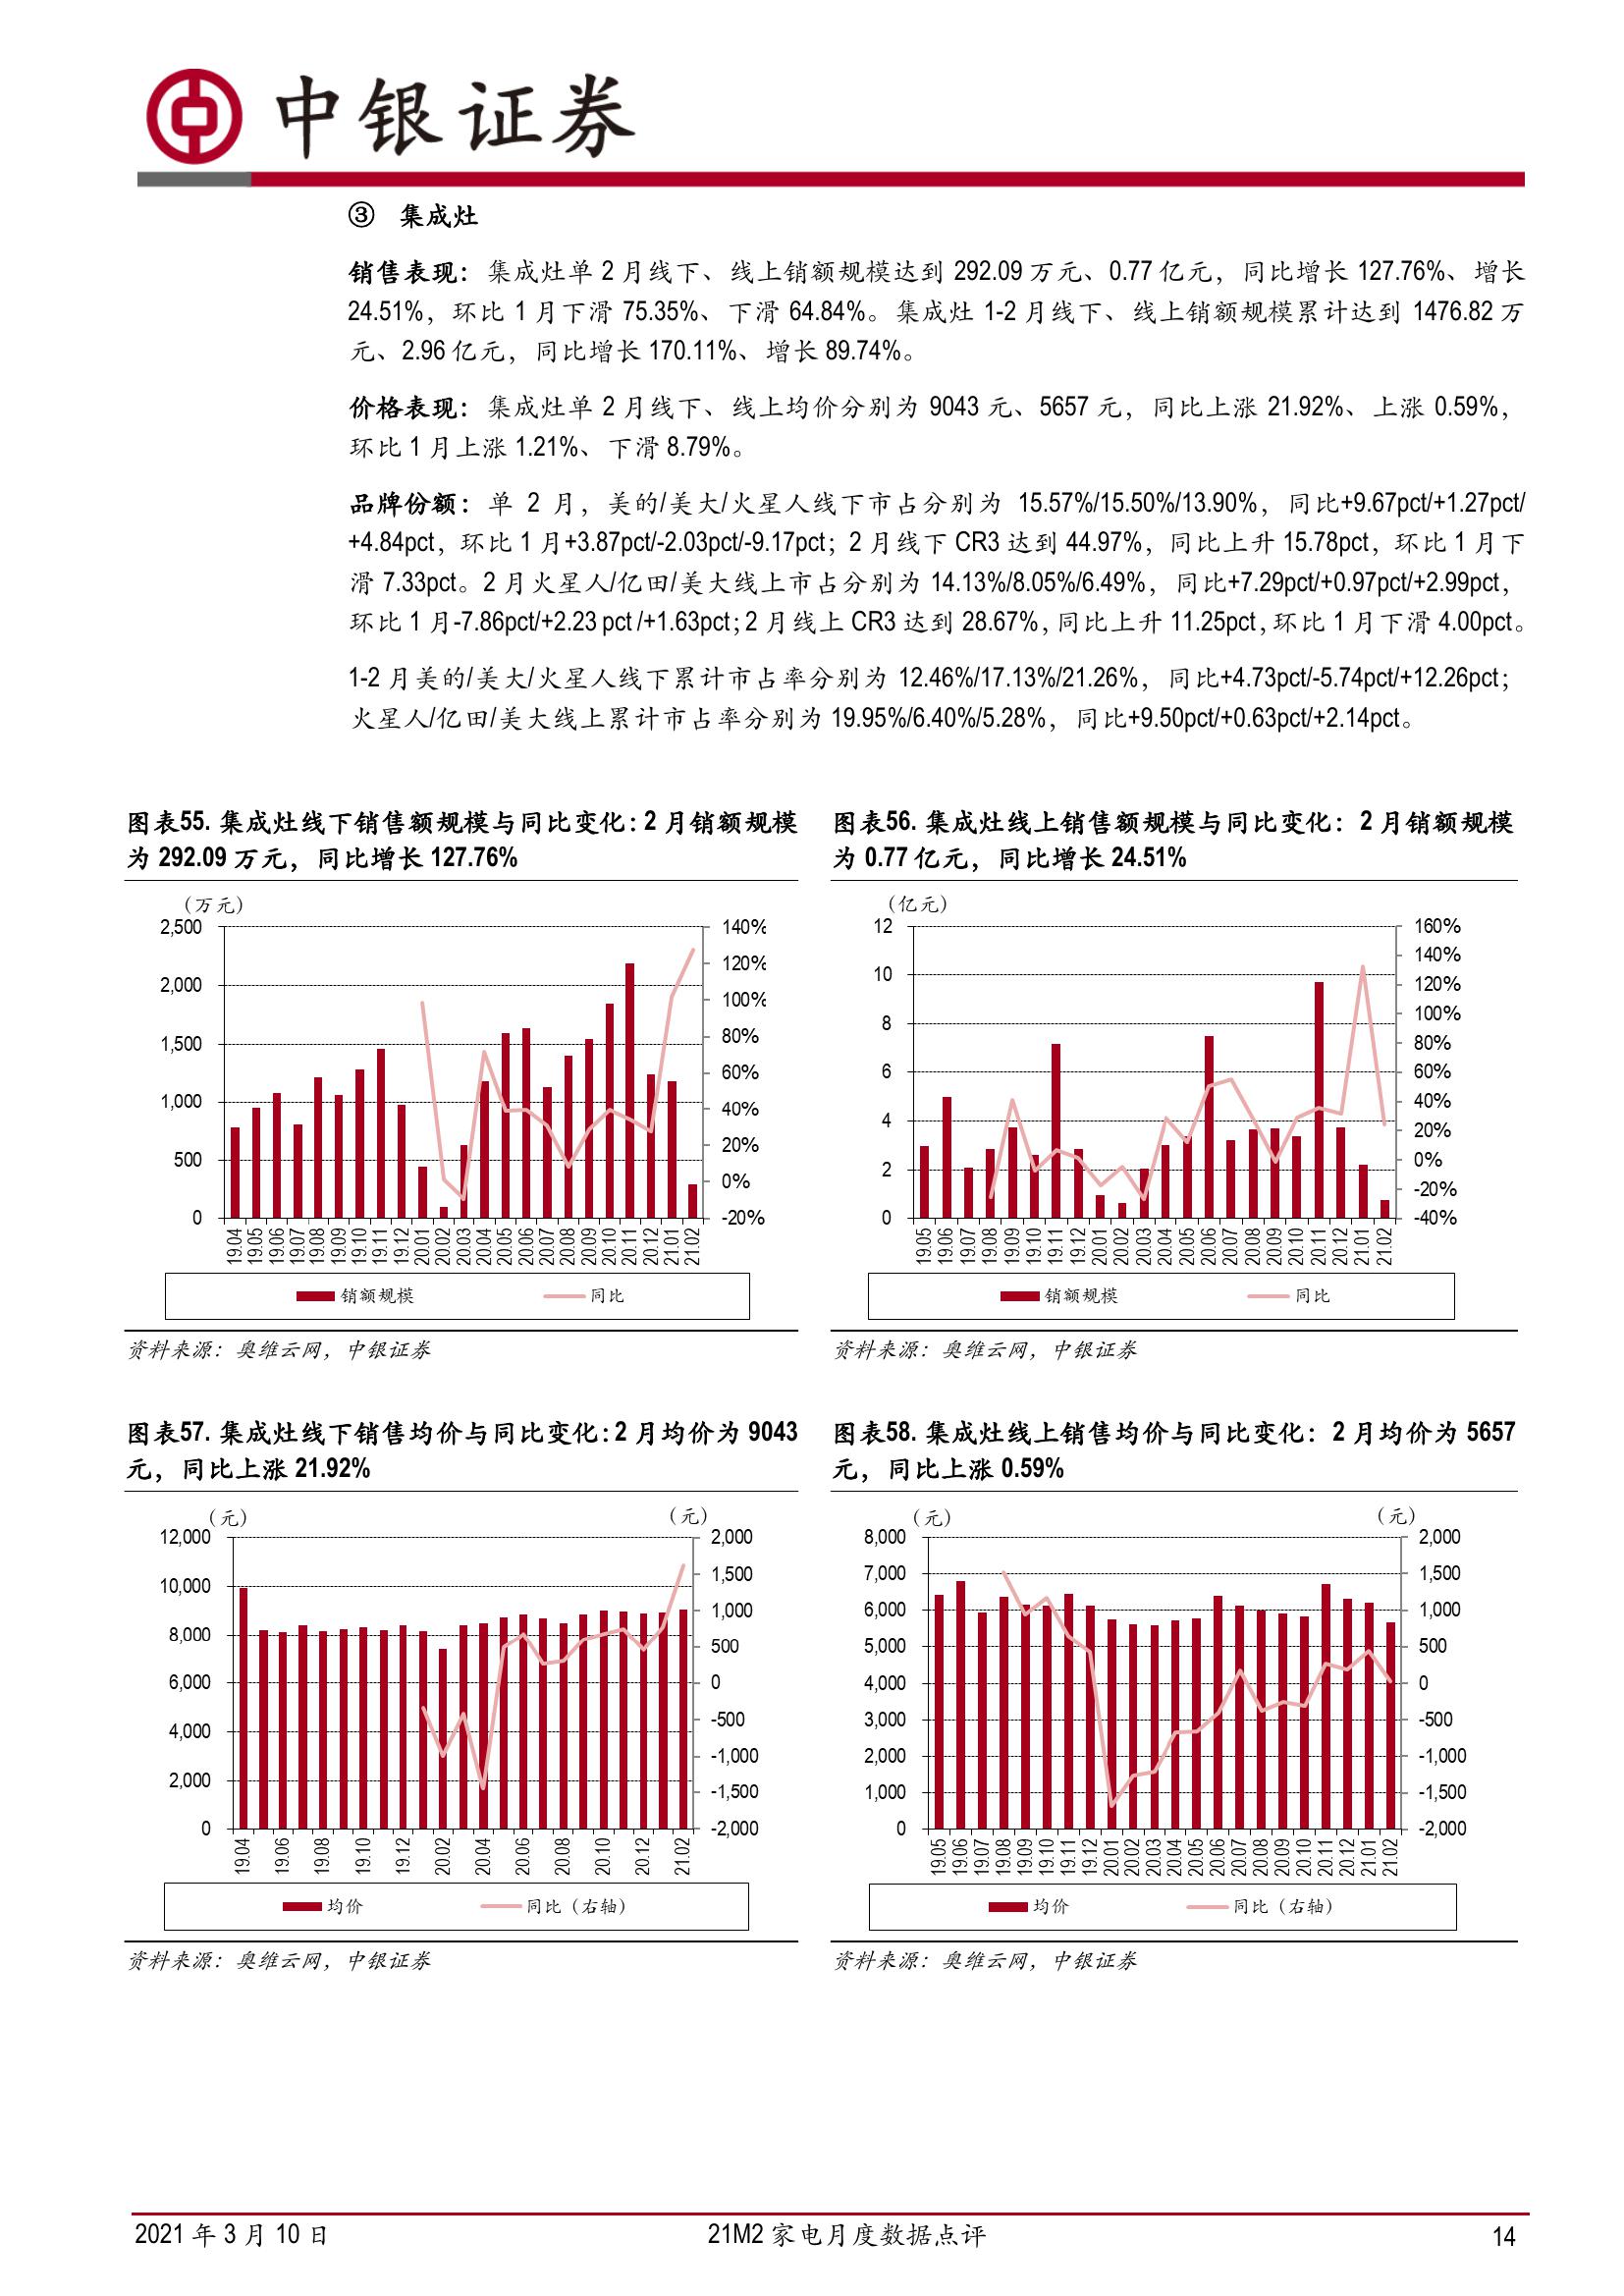 中银证券
③ 集成灶
销售表现：集成灶单 2 月线下、线上销额规模达到 292.09 万元、0.77 亿元，同比增长 127.76%、增长
24.51%，环比 1 月下滑 75.35%、下滑 64.84%。集成灶 1-2 月线下、线上销额规模累计达到 1476.82 万
元、2.96 亿元，同比增长 170.11%、增长 89.74%。
价格表现：集成灶单 2 月线下、线上均价分别为 9043 元、5657 元，同比上涨 21.92%、上涨 0.59%，
环比 1 月上涨 1.21%、下滑 8.79%。
品牌份额：单 2 月，美的/美大/火星人线下市占分别为 15.57%/15.50%/13.90%，同比+9.67pct/+1.27pct/
+4.84pct，环比 1 月+3.87pct/-2.03pct/-9.17pct；2 月线下 CR3 达到 44.97%，同比上升 15.78pct，环比 1 月下
滑 7.33pct。2 月火星人/亿田/美大线上市占分别为 14.13%/8.05%/6.49%，同比+7.29pct/+0.97pct/+2.99pct，
环比 1 月-7.86pct/+2.23 pct /+1.63pct；2 月线上 CR3 达到 28.67%，同比上升 11.25pct，环比 1 月下滑 4.00pct。
1-2 月美的/美大/火星人线下累计市占率分别为 12.46%/17.13%/21.26%，同比+4.73pct/-5.74pct/+12.26pct；
火星人/亿田/美大线上累计市占率分别为 19.95%/6.40%/5.28%，同比+9.50pct/+0.63pct/+2.14pct。
图表55. 集成灶线下销售额规模与同比变化：2 月销额规模
为 292.09 万元，同比增长 127.76%
（万元）
2,500
2,000
1,500
1,000
500
0
140%
120%
100%
80%
60%
40%
20%
0%
-20%
19.04 19.05 19.06 19.07 19.08 19.09 19.10 19.11 19.12 20.01 20.02 20.03 20.04 20.05 20.06 20.07 20.08 20.09 20.10 20.11 20.12 21.01 21.02
销额规模 同比
资料来源：奥维云网，中银证券
图表56. 集成灶线上销售额规模与同比变化：2 月销额规模
为 0.77 亿元，同比增长 24.51%
（亿元）
12
10
8
6
4
2
0
160%
140%
120%
100%
80%
60%
40%
20%
0%
-20%
-40%
19.05 19.06 19.07 19.08 19.09 19.10 19.11 19.12 20.01 20.02 20.03 20.04 20.05 20.06 20.07 20.08 20.09 20.10 20.11 20.12 21.01 21.02
销额规模 同比
资料来源：奥维云网，中银证券
图表57. 集成灶线下销售均价与同比变化：2 月均价为 9043
元，同比上涨 21.92%
（元） （元）
12,000
10,000
8,000
6,000
4,000
2,000
0
2,000
1,500
1,000
500
0
-500
-1,000
-1,500
-2,000
19.04 19.06 19.08 19.10 19.12 20.02 20.04 20.06 20.08 20.10 20.12 21.02
均价 同比（右轴）
资料来源：奥维云网，中银证券
图表58. 集成灶线上销售均价与同比变化：2 月均价为 5657
元，同比上涨 0.59%
（元） （元）
8,000
7,000
6,000
5,000
4,000
3,000
2,000
1,000
0
2,000
1,500
1,000
500
0
-500
-1,000
-1,500
-2,000
19.05 19.06 19.07 19.08 19.09 19.10 19.11 19.12 20.01 20.02 20.03 20.04 20.05 20.06 20.07 20.08 20.09 20.10 20.11 20.12 21.01 21.02
均价 同比（右轴）
资料来源：奥维云网，中银证券
2021 年 3 月 10 日 21M2 家电月度数据点评 14